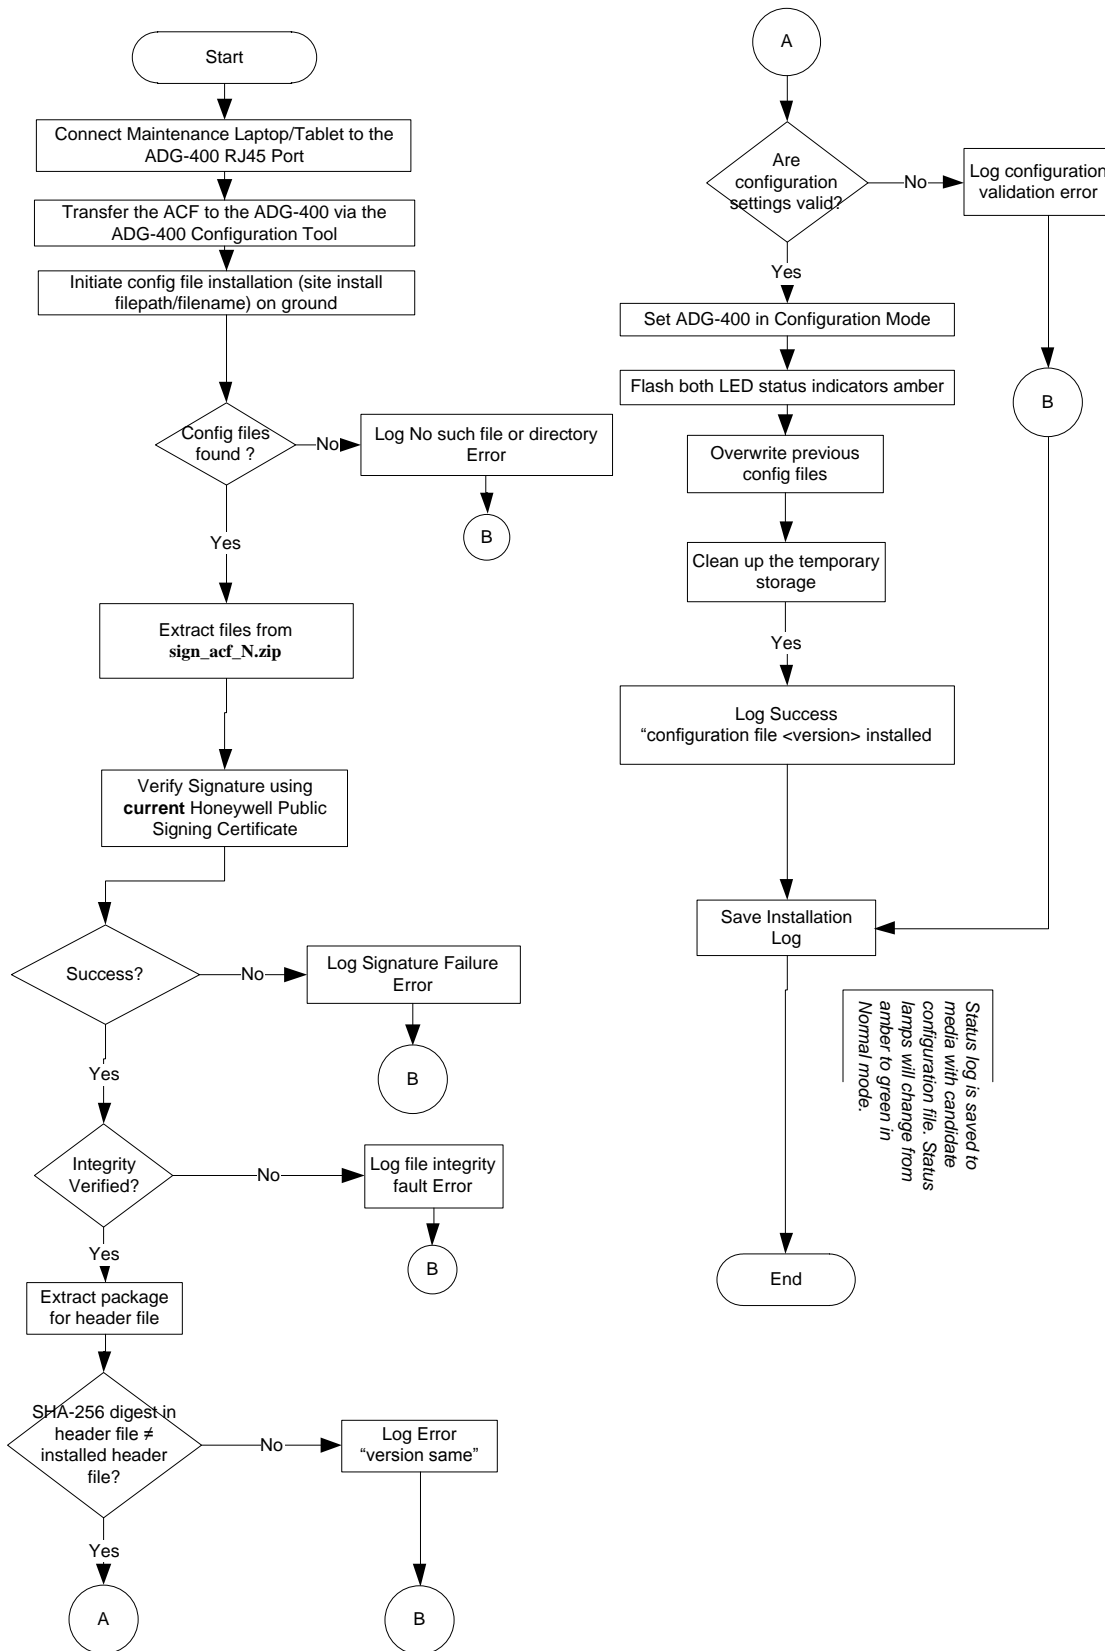 Start
Connect Maintenance Laptop/Tablet to the
ADG-400 RJ45 Port
Transfer the ACF to the ADG-400 via the
ADG-400 Configuration Tool
Initiate config file installation (site install
filepath/filename) on ground
Config files
found ?
No
Log No such file or directory
Error
B
Yes
Extract files from
sign_acf_N.zip
Verify Signature using
current Honeywell Public
Signing Certificate
Success?
No
Log Signature Failure
Error
B
Yes
Integrity
Verified?
No
Log file integrity
fault Error
B
Yes
Extract package
for header file
SHA-256 digest in
header file ≠
installed header
file?
No
Log Error
“version same”
B
Yes
A
A
Are
configuration
settings valid?
No
Log configuration
validation error
B
Yes
Set ADG-400 in Configuration Mode
Flash both LED status indicators amber
Overwrite previous
config files
Clean up the temporary
storage
Yes
Log Success
“configuration file <version> installed
Save Installation
Log
Status log is saved to
media with candidate
configuration file. Status
lamps will change from
amber to green in
Normal mode.
End